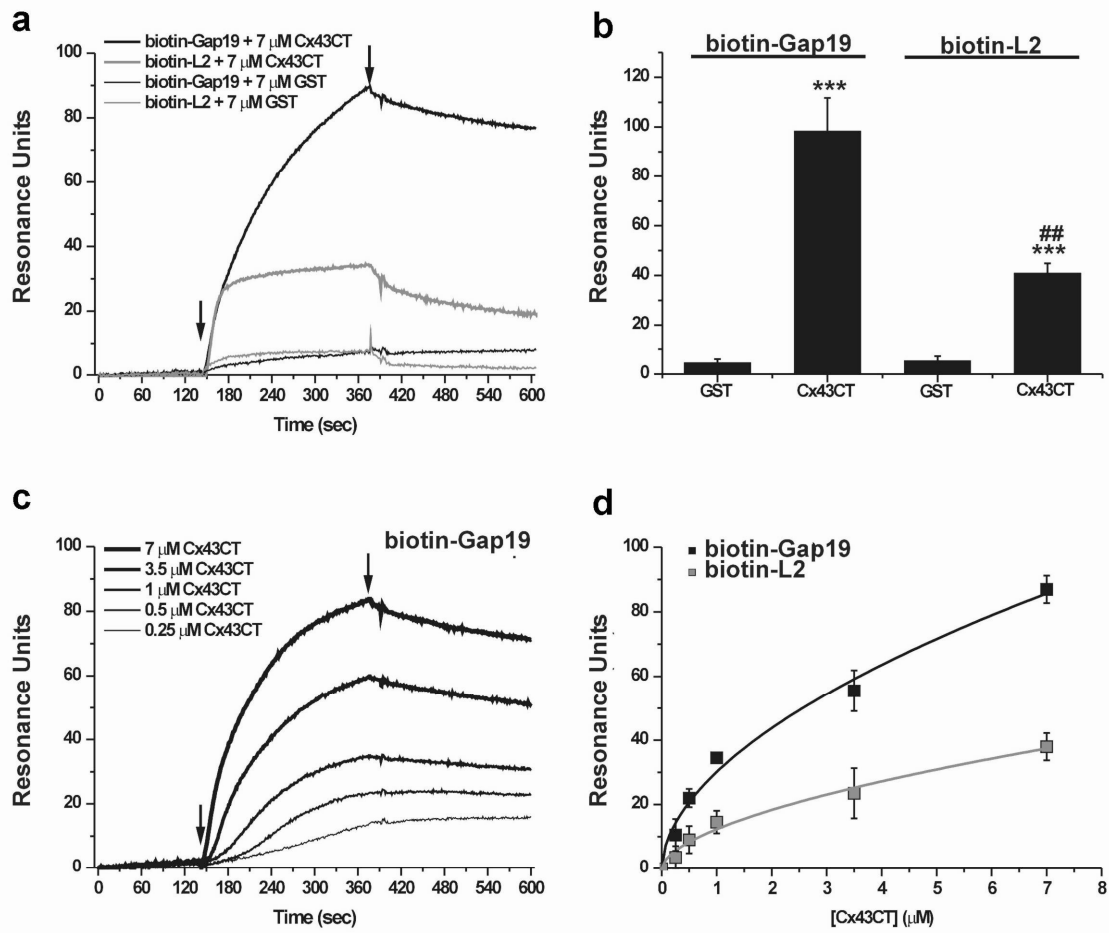 a
biotin-Gap19 + 7 μM Cx43CT
biotin-L2 + 7 μM Cx43CT
biotin-Gap19 + 7 μM GST
biotin-L2 + 7 μM GST
100
80
60
40
20
0
Resonance Units
0 60 120 180 240 300 360 420 480 540 600
Time (sec)
b
biotin-Gap19 biotin-L2
120
100
80
60
40
20
0
Resonance Units
***
##
***
GST Cx43CT GST Cx43CT
c
biotin-Gap19
7 μM Cx43CT
3.5 μM Cx43CT
1 μM Cx43CT
0.5 μM Cx43CT
0.25 μM Cx43CT
100
80
60
40
20
0
Resonance Units
0 60 120 180 240 300 360 420 480 540 600
Time (sec)
d
biotin-Gap19
biotin-L2
100
80
60
40
20
0
Resonance Units
0 1 2 3 4 5 6 7 8
[Cx43CT] (μM)